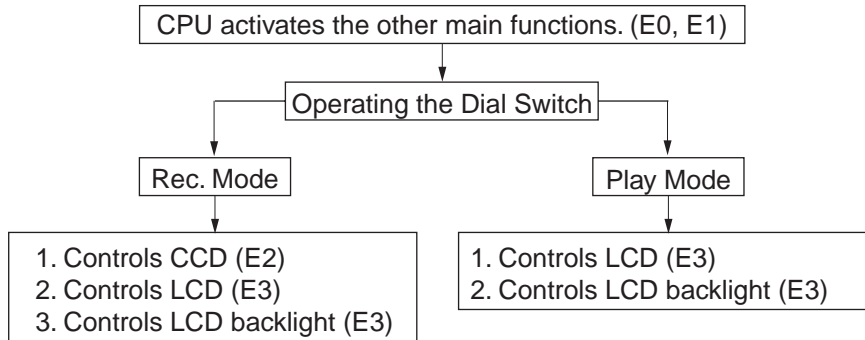 CPU activates the other main functions. (E0, E1)
Operating the Dial Switch
Rec. Mode
Play Mode
1. Controls CCD (E2)
2. Controls LCD (E3)
3. Controls LCD backlight (E3)
1. Controls LCD (E3)
2. Controls LCD backlight (E3)